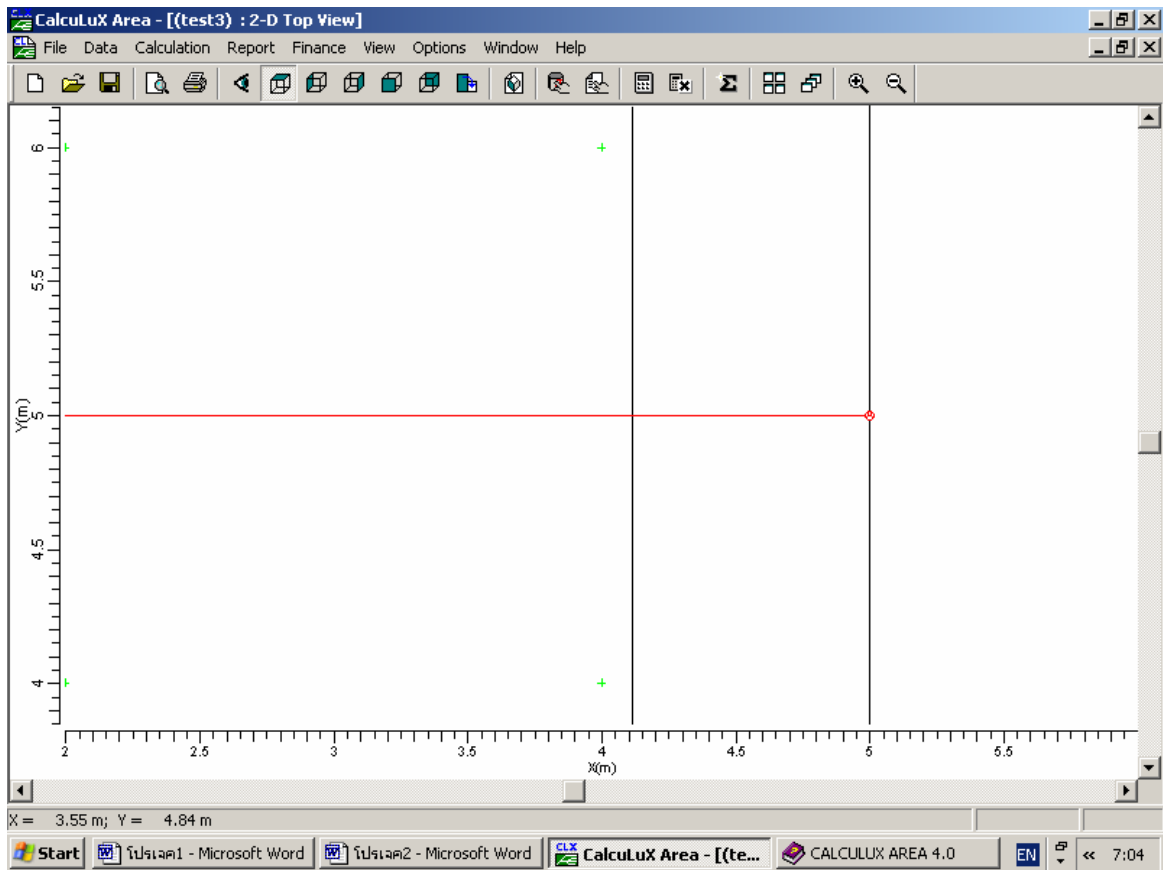 CalcuLuX Area - [(test3) : 2-D Top View]
File Data Calculation Report Finance View Options Window Help
6
5.5
5
Y(m)
4.5
4
2 2.5 3 3.5 4 4.5 5 5.5
X(m)
X = 3.55 m; Y = 4.84 m
Start โปรเจค1 - Microsoft Word โปรเจค2 - Microsoft Word CalcuLuX Area - [(te... CALCULUX AREA 4.0 EN « 7:04